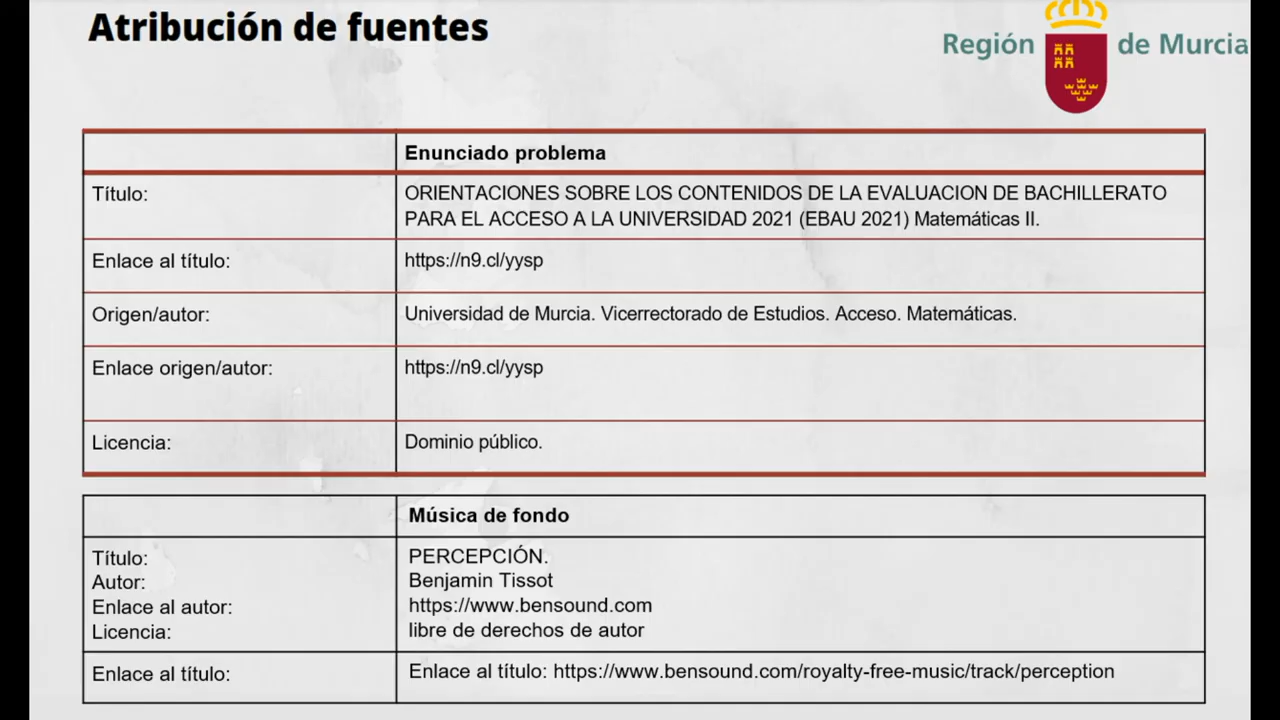 Atribución de fuentes
Región de Murcia
Enunciado problema
Título:
ORIENTACIONES SOBRE LOS CONTENIDOS DE LA EVALUACION DE BACHILLERATO
PARA EL ACCESO A LA UNIVERSIDAD 2021 (EBAU 2021) Matemáticas II.
Enlace al título:
https://n9.cl/yysp
Origen/autor:
Universidad de Murcia. Vicerrectorado de Estudios. Acceso. Matemáticas.
Enlace origen/autor:
https://n9.cl/yysp
Licencia:
Dominio público.
Música de fondo
Título:
PERCEPCIÓN.
Autor:
Benjamin Tissot
Enlace al autor:
https://www.bensound.com
Licencia:
libre de derechos de autor
Enlace al título:
Enlace al título: https://www.bensound.com/royalty-free-music/track/perception